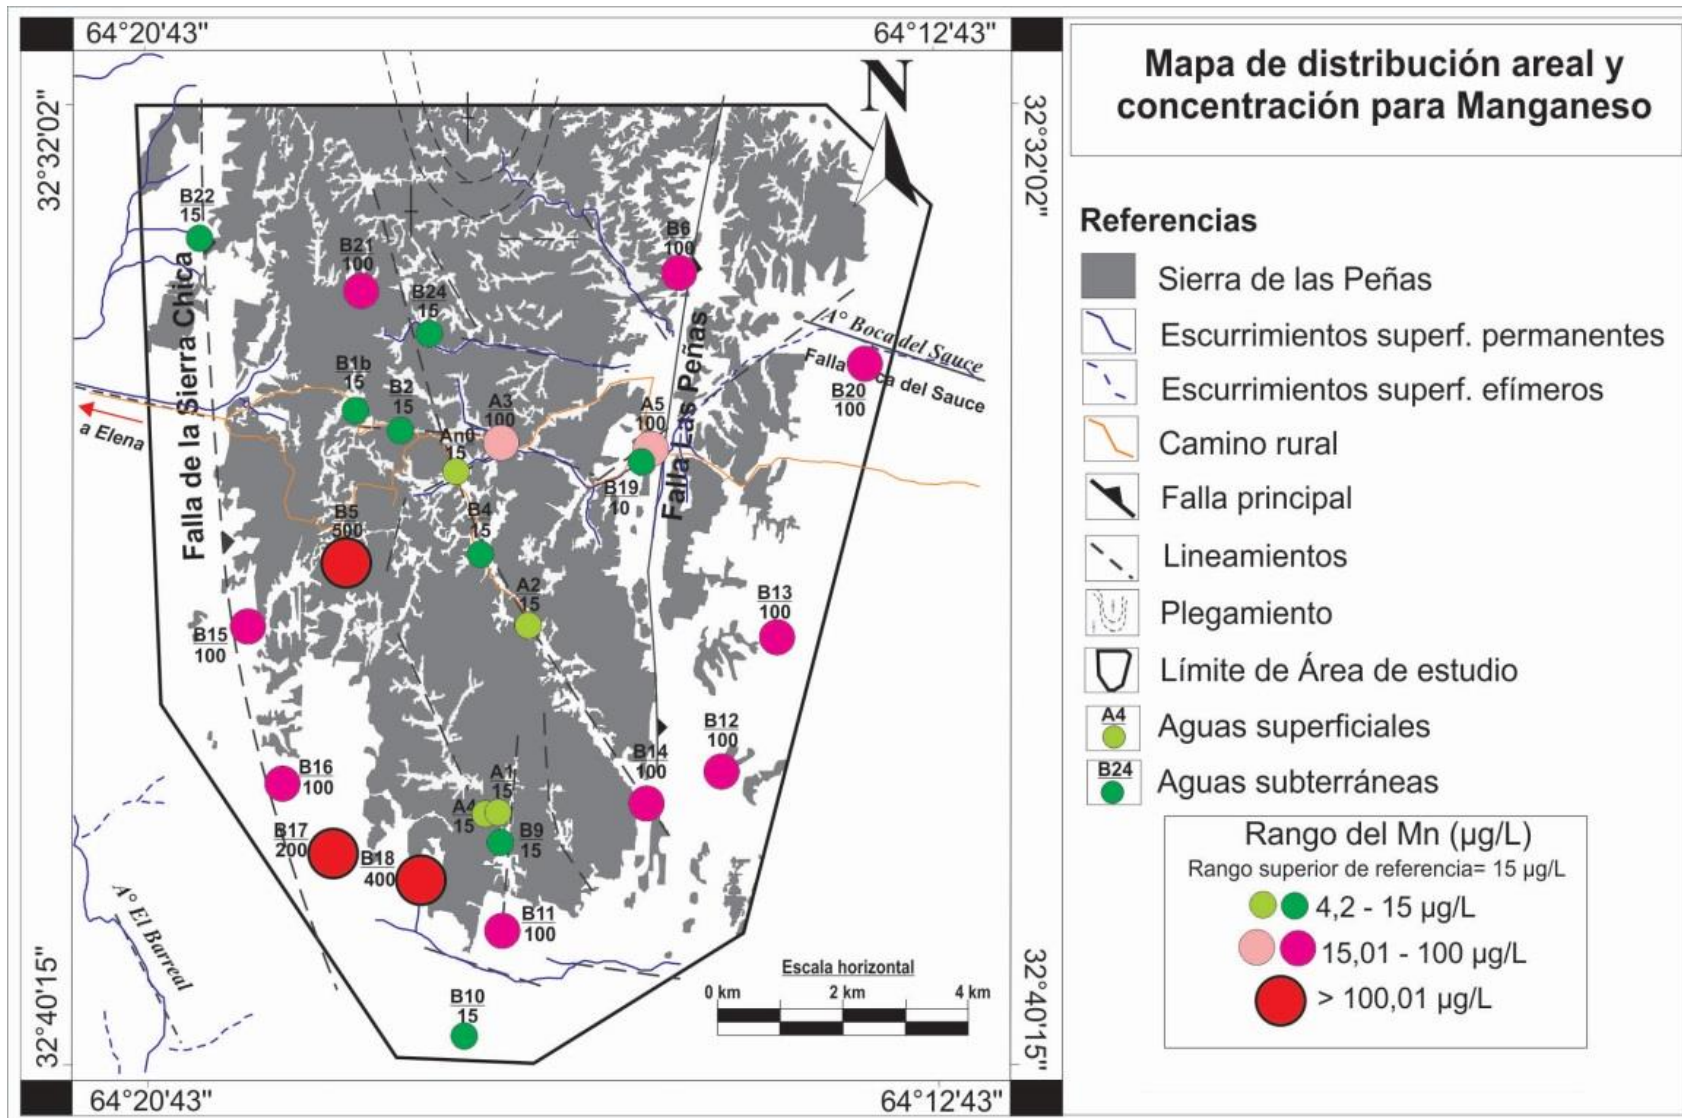 64°20'43"
64°12'43"
Mapa de distribución areal y
concentración para Manganeso
32°32'02"
32°32'02"
N
Referencias
Sierra de las Peñas
Escurrimientos superf. permanentes
Escurrimientos superf. efímeros
Camino rural
Falla principal
Lineamientos
Plegamiento
Límite de Área de estudio
A4
Aguas superficiales
B24
Aguas subterráneas
Rango del Mn (µg/L)
Rango superior de referencia= 15 µg/L
4,2 - 15 µg/L
15,01 - 100 µg/L
> 100,01 µg/L
B22
15
B21
100
B6
100
B24
15
A° Boca del Sauce
Falla del Sauce
B20
100
Falla de la Sierra Chica
Falla Las Peñas
B1b
15
B2
15
A3
100
A5
100
An0
15
a Elena
B19
10
B5
500
B4
15
A2
15
B13
100
B15
100
B12
100
B14
100
B16
100
A1
15
A4
15
B9
15
B17
200
B18
400
B11
100
A° El Barreal
B10
15
Escala horizontal
0 km
2 km
4 km
32°40'15"
32°40'15"
64°20'43"
64°12'43"